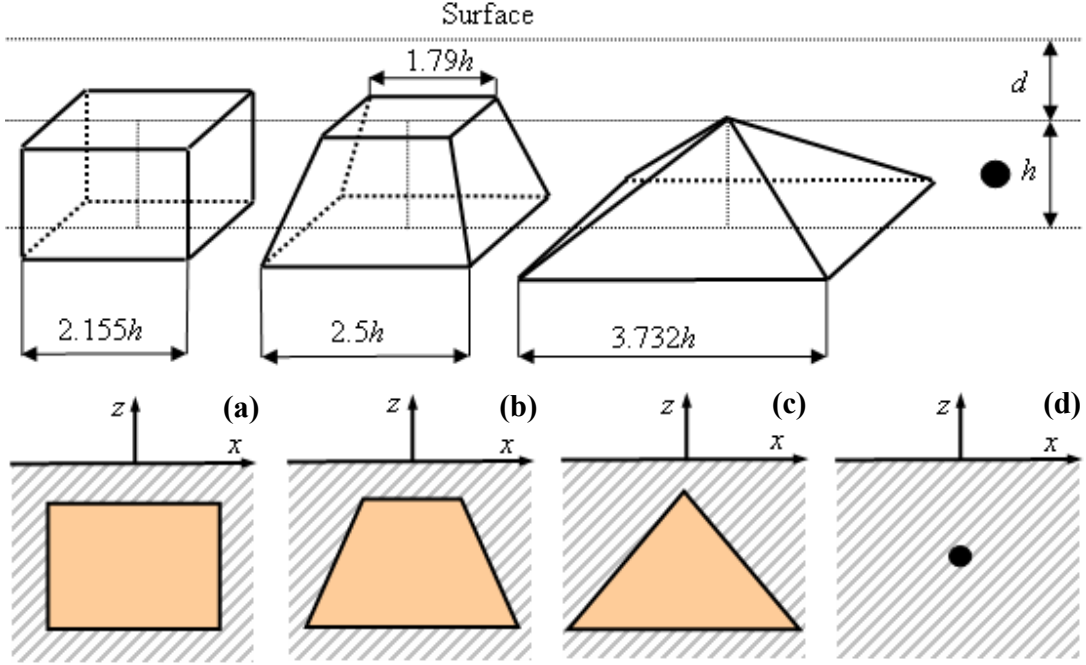 Surface
1.79h
d
h
2.155h
2.5h
3.732h
z (a) z (b) z (c) z (d)
x x x x